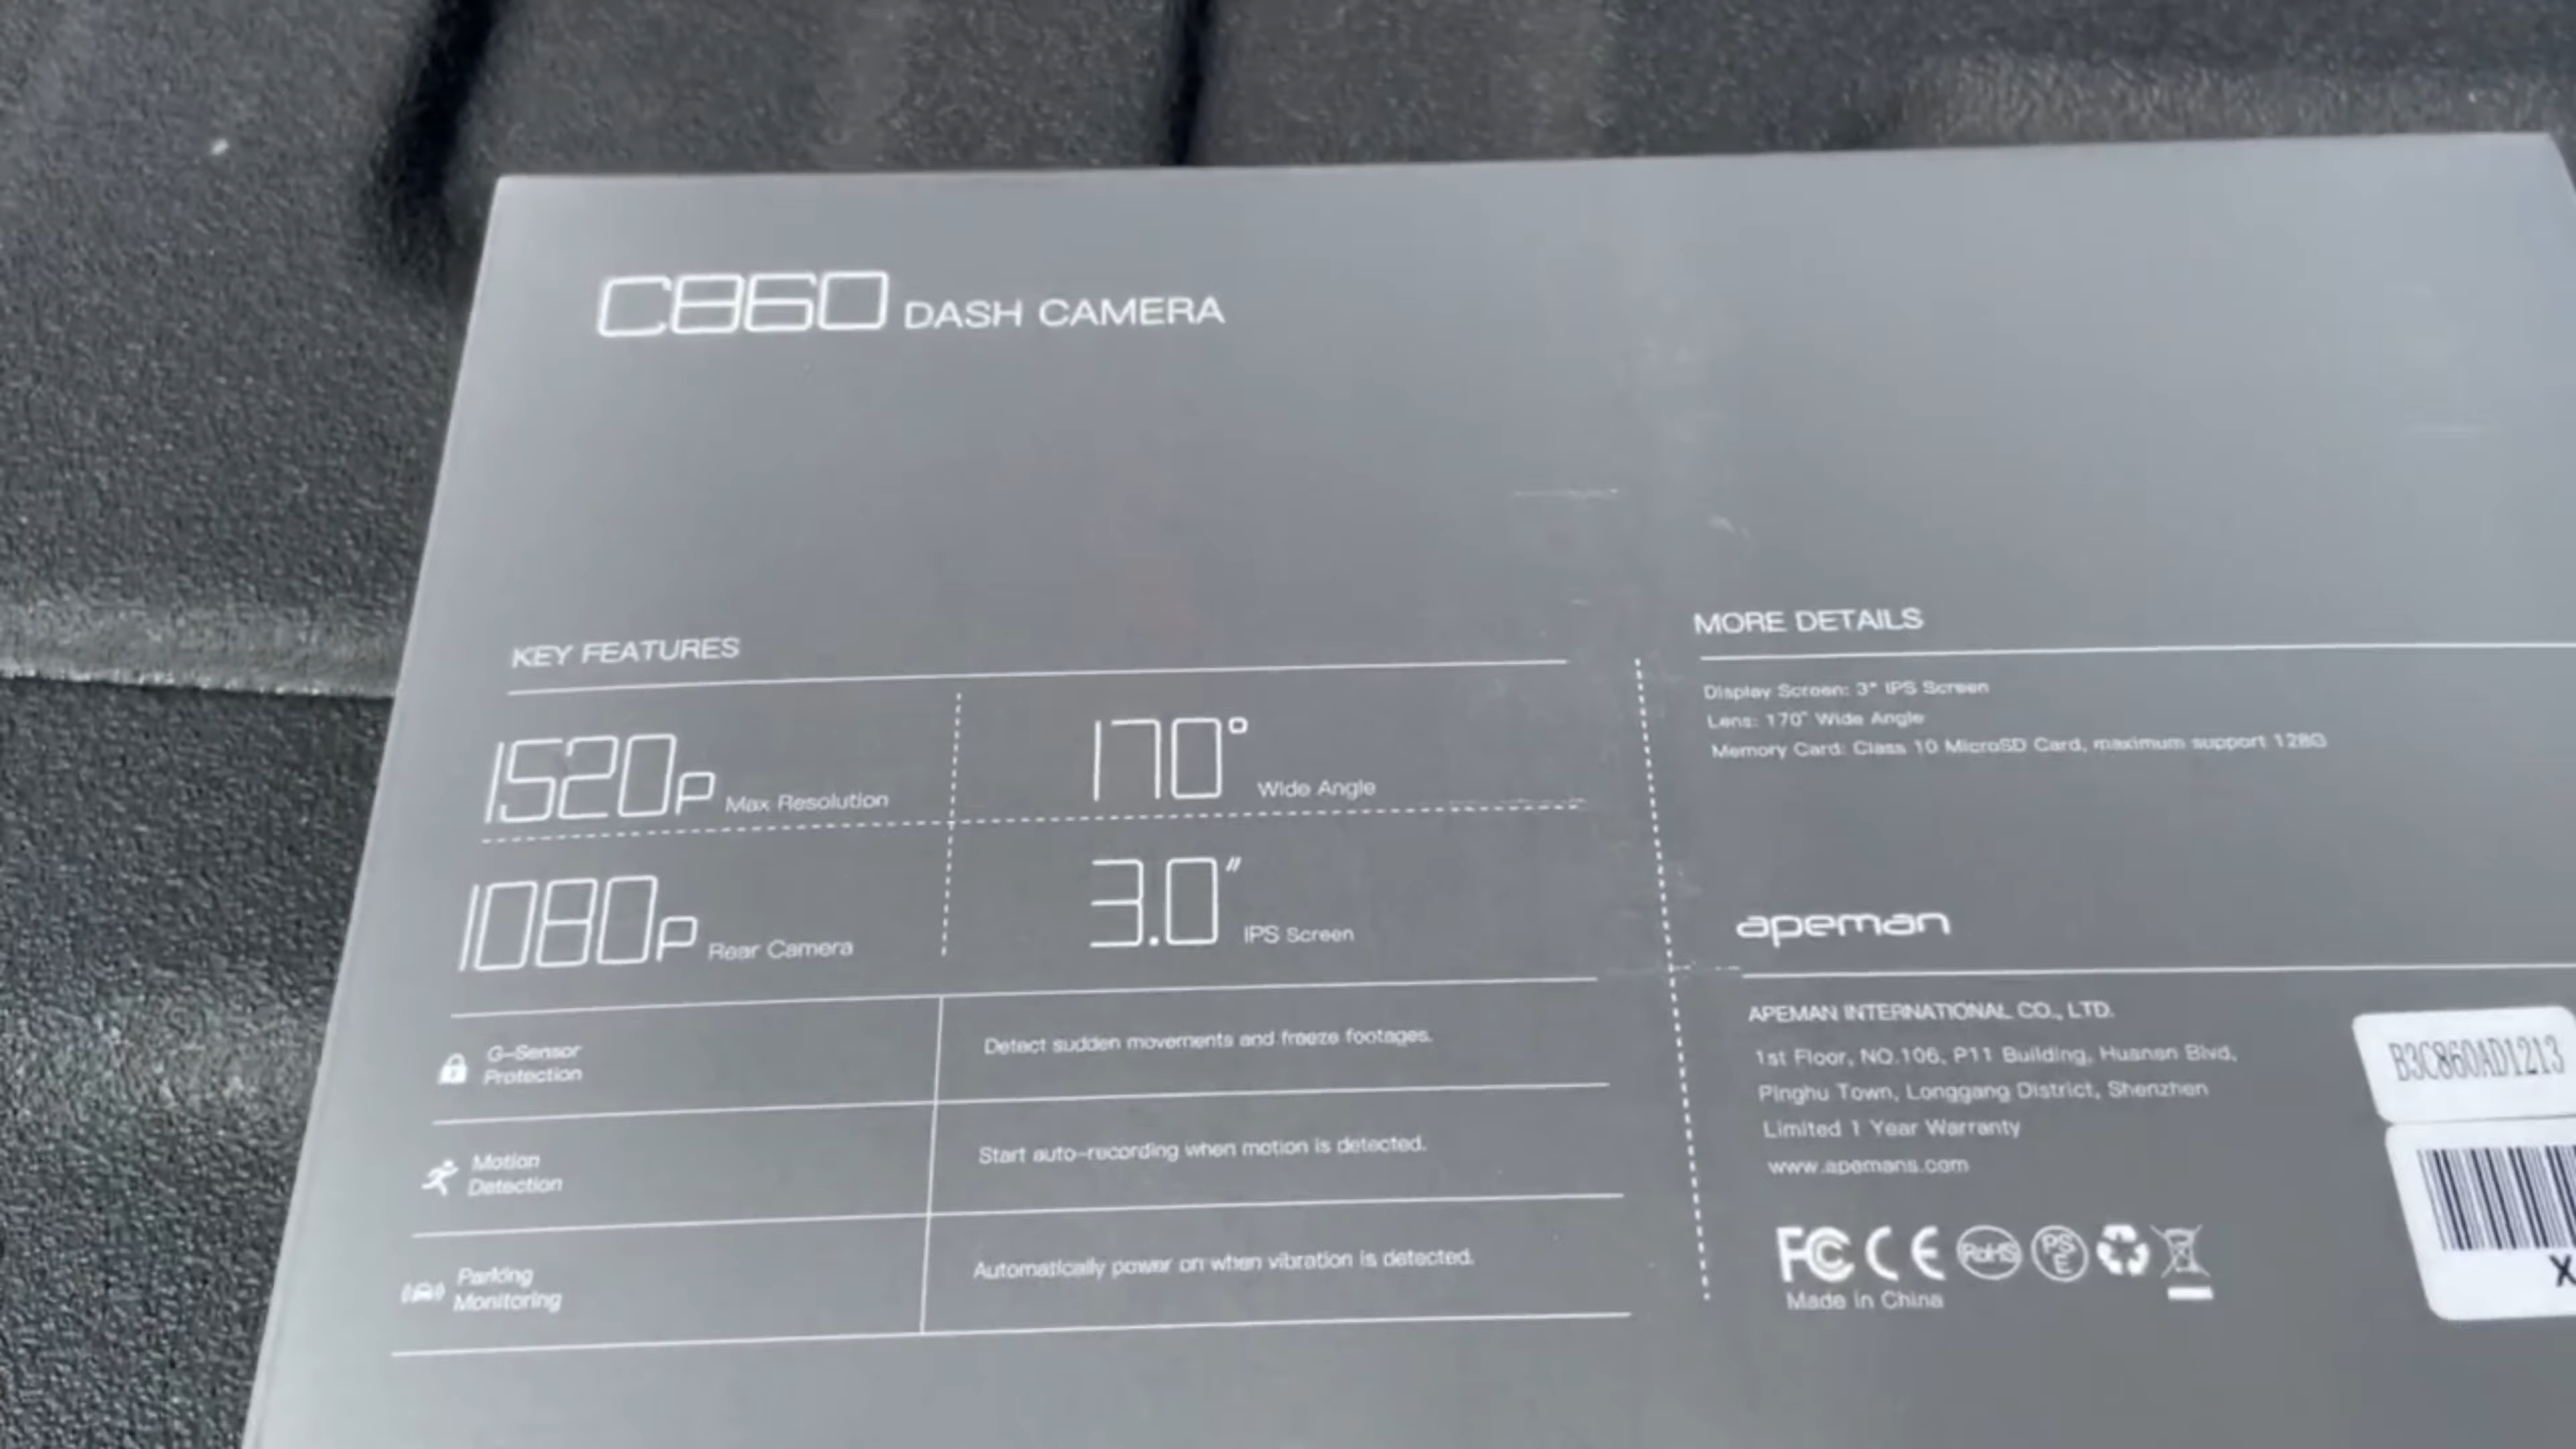 C860 DASH CAMERA
KEY FEATURES
1520P Max Resolution
170° Wide Angle
1080P Rear Camera
3.0" IPS Screen
G-Sensor
Protection
Detect sudden movements and freeze footages.
Motion
Detection
Start auto-recording when motion is detected.
Parking
Monitoring
Automatically power on when vibration is detected.
MORE DETAILS
Display Screen: 3" IPS Screen
Lens: 170° Wide Angle
Memory Card: Class 10 MicroSD Card, maximum support 128G
apeman
APEMAN INTERNATIONAL CO., LTD.
1st Floor, NO.106, P11 Building, Huanan Blvd,
Pinghu Town, Longgang District, Shenzhen
Limited 1 Year Warranty
www.apemans.com
FC CE RoHS PSE
Made in China
B3C860AD1213
X